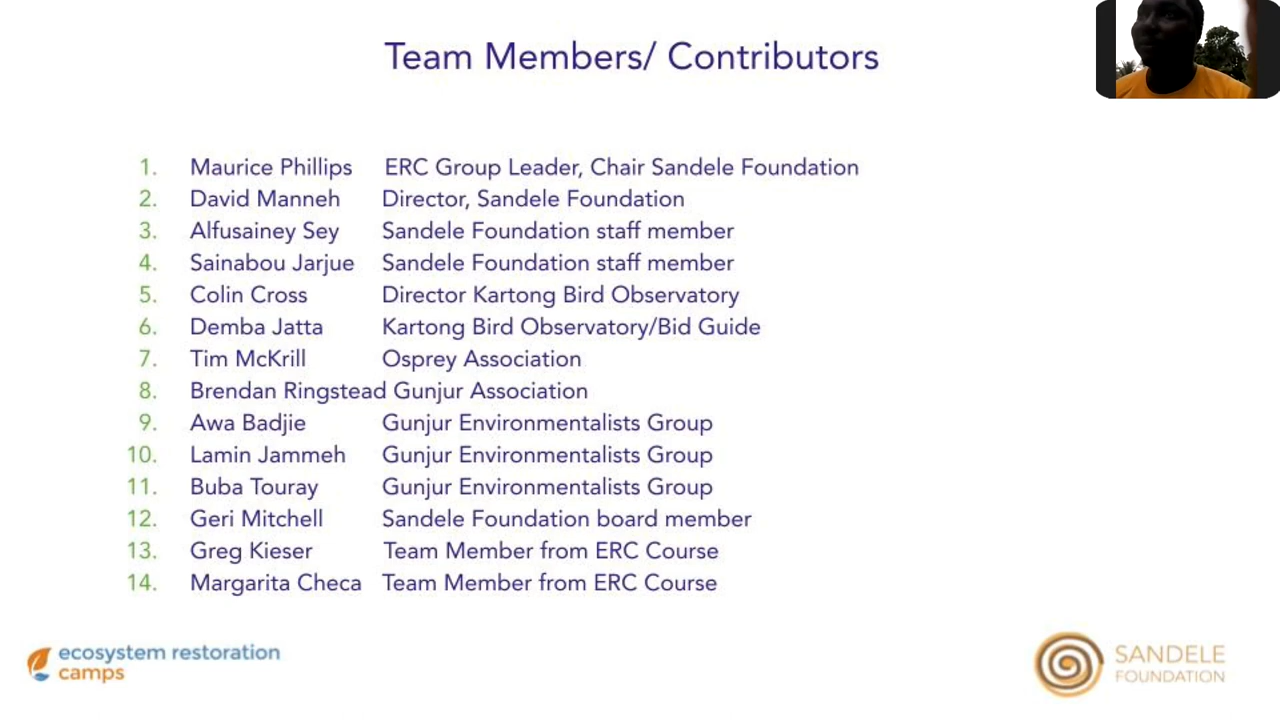 Team Members/ Contributors
1. Maurice Phillips ERC Group Leader, Chair Sandele Foundation
2. David Manneh Director, Sandele Foundation
3. Alfusainey Sey Sandele Foundation staff member
4. Sainabou Jarjue Sandele Foundation staff member
5. Colin Cross Director Kartong Bird Observatory
6. Demba Jatta Kartong Bird Observatory/Bid Guide
7. Tim McKrill Osprey Association
8. Brendan Ringstead Gunjur Association
9. Awa Badjie Gunjur Environmentalists Group
10. Lamin Jammeh Gunjur Environmentalists Group
11. Buba Touray Gunjur Environmentalists Group
12. Geri Mitchell Sandele Foundation board member
13. Greg Kieser Team Member from ERC Course
14. Margarita Checa Team Member from ERC Course
ecosystem restoration
camps
SANDELE
FOUNDATION